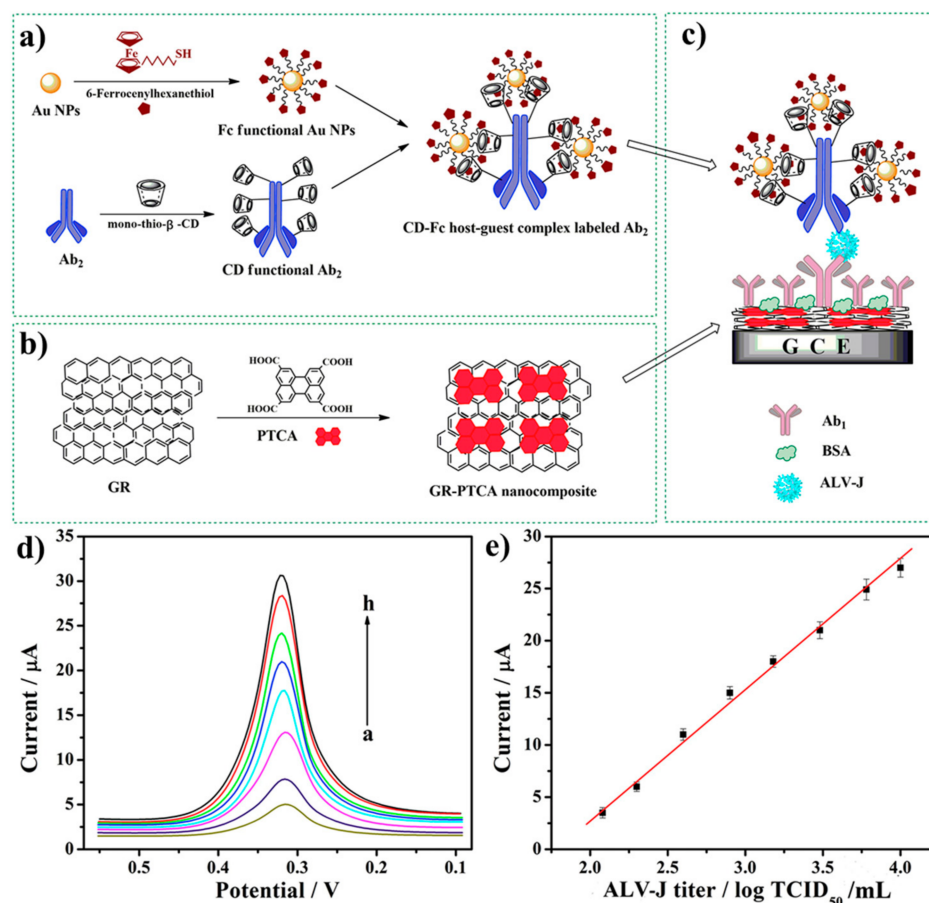 a)
Fe
SH
Au NPs
6-Ferrocenylhexanethiol
Fc functional Au NPs
Ab2
mono-thio-β -CD
CD functional Ab2
CD-Fc host-guest complex labeled Ab2
b)
GR
HOOC
COOH
HOOC
COOH
PTCA
GR-PTCA nanocomposite
c)
G C E
Ab1
BSA
ALV-J
d)
Current / μA
35
30
25
20
15
10
5
0
h
a
0.5
0.4
0.3
0.2
0.1
Potential / V
e)
Current / μA
30
25
20
15
10
5
0
2.0
2.5
3.0
3.5
4.0
ALV-J titer / log TCID50 /mL